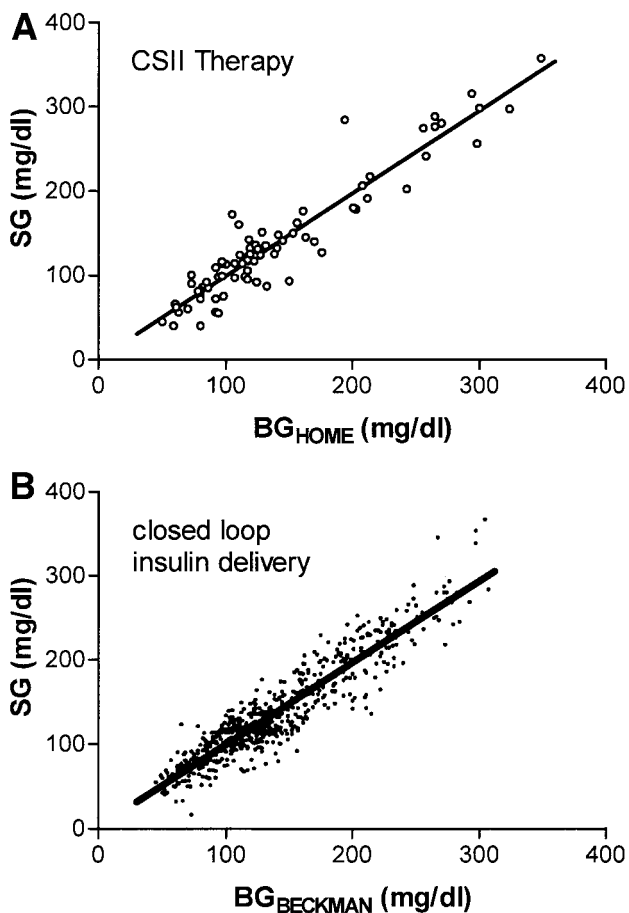 A
400
CSII Therapy
300
SG (mg/dl)
200
100
0
0 100 200 300 400
BGHOME (mg/dl)
B
400
closed loop
insulin delivery
300
SG (mg/dl)
200
100
0
0 100 200 300 400
BGBECKMAN (mg/dl)